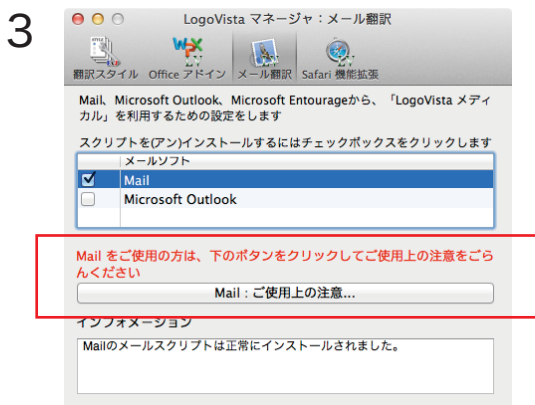 3
LogoVista マネージャ：メール翻訳
翻訳スタイル Office アドイン メール翻訳 Safari 機能拡張
Mail、Microsoft Outlook、Microsoft Entourageから、「LogoVista メディ
カル」を利用するための設定をします
スクリプトを(アン)インストールするにはチェックボックスをクリックします
メールソフト
Mail
Microsoft Outlook
Mail をご使用の方は、下のボタンをクリックしてご使用上の注意をごら
んください
Mail : ご使用上の注意...
インフォメーション
Mailのメールスクリプトは正常にインストールされました。